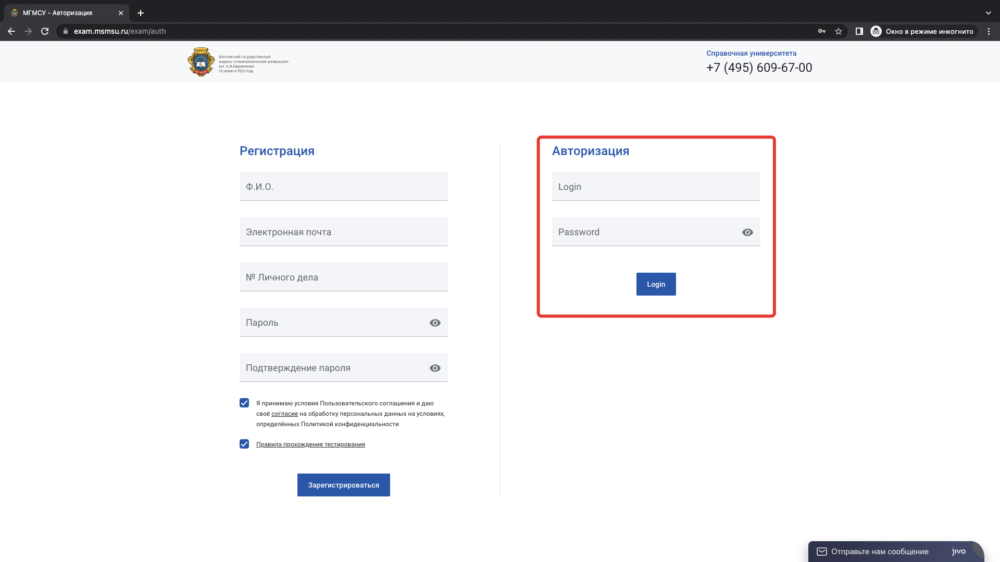 МГМСУ - Авторизация
exam.msmsu.ru/exam/auth
Окно в режиме инкогнито
МГМСУ
Московский государственный
медико-стоматологический университет
им. А.И.Евдокимова
Основан в 1922 году
Справочная университета
+7 (495) 609-67-00
Регистрация
Ф.И.О.
Электронная почта
№ Личного дела
Пароль
Подтверждение пароля
Я принимаю условия Пользовательского соглашения и даю
своё согласие на обработку персональных данных на условиях,
определённых Политикой конфиденциальности
Правила прохождения тестирования
Зарегистрироваться
Авторизация
Login
Password
Login
Отправьте нам сообщение
jivo